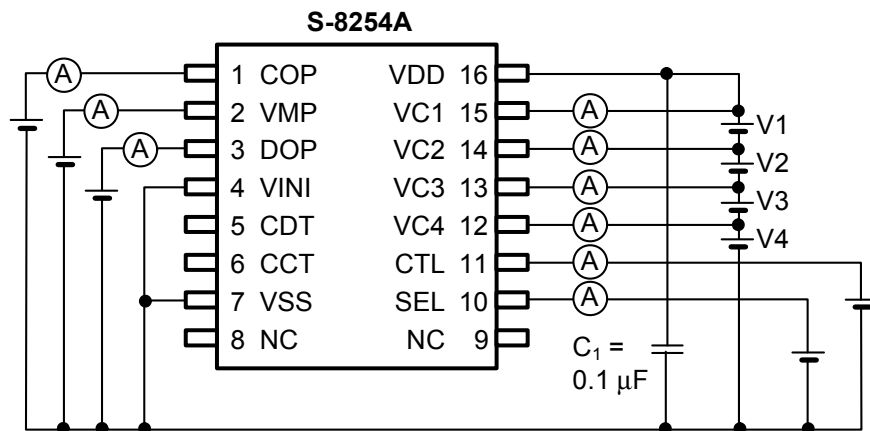 S-8254A
A 1 COP VDD 16
A 2 VMP VC1 15 A V1
A 3 DOP VC2 14 A V2
4 VINI VC3 13 A V3
5 CDT VC4 12 A V4
6 CCT CTL 11 A
7 VSS SEL 10 A
8 NC NC 9
C₁ =
0.1 μF